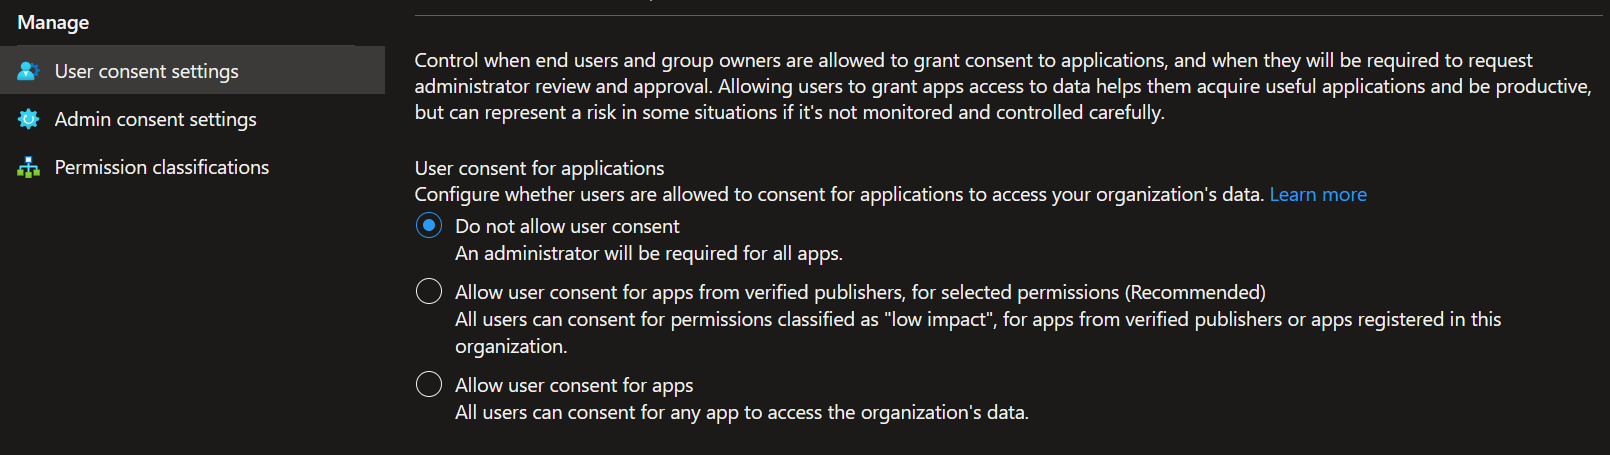 Manage
User consent settings
Admin consent settings
Permission classifications
Control when end users and group owners are allowed to grant consent to applications, and when they will be required to request
administrator review and approval. Allowing users to grant apps access to data helps them acquire useful applications and be productive,
but can represent a risk in some situations if it's not monitored and controlled carefully.
User consent for applications
Configure whether users are allowed to consent for applications to access your organization's data. Learn more
Do not allow user consent
An administrator will be required for all apps.
Allow user consent for apps from verified publishers, for selected permissions (Recommended)
All users can consent for permissions classified as "low impact", for apps from verified publishers or apps registered in this
organization.
Allow user consent for apps
All users can consent for any app to access the organization's data.